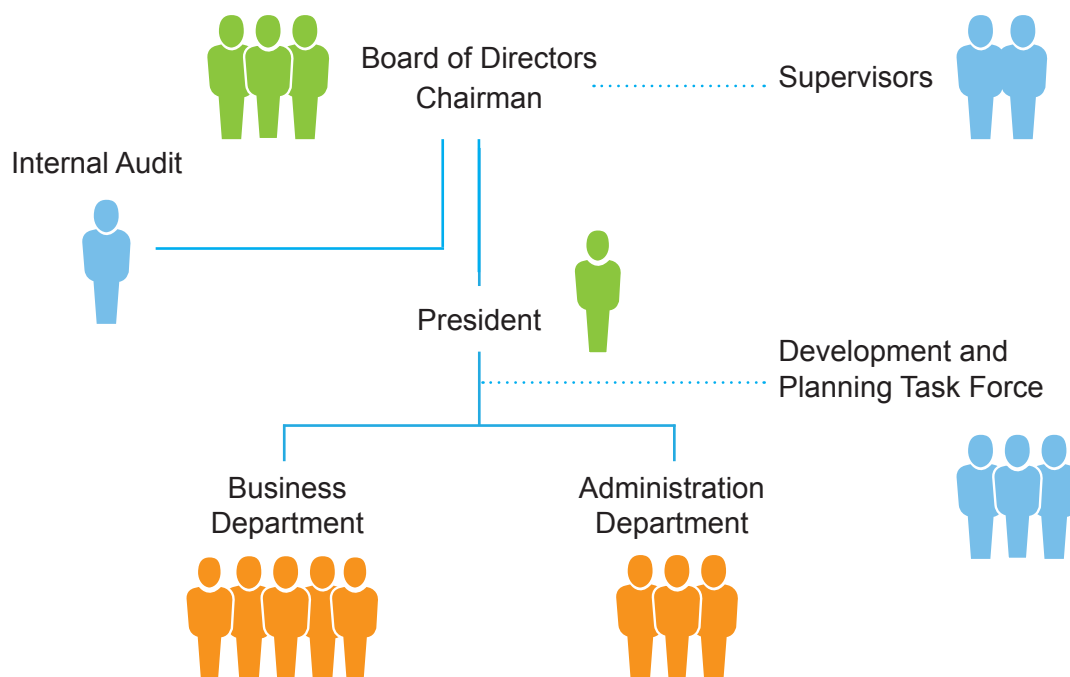 Board of Directors
Chairman
Supervisors
Internal Audit
President
Development and
Planning Task Force
Business
Department
Administration
Department